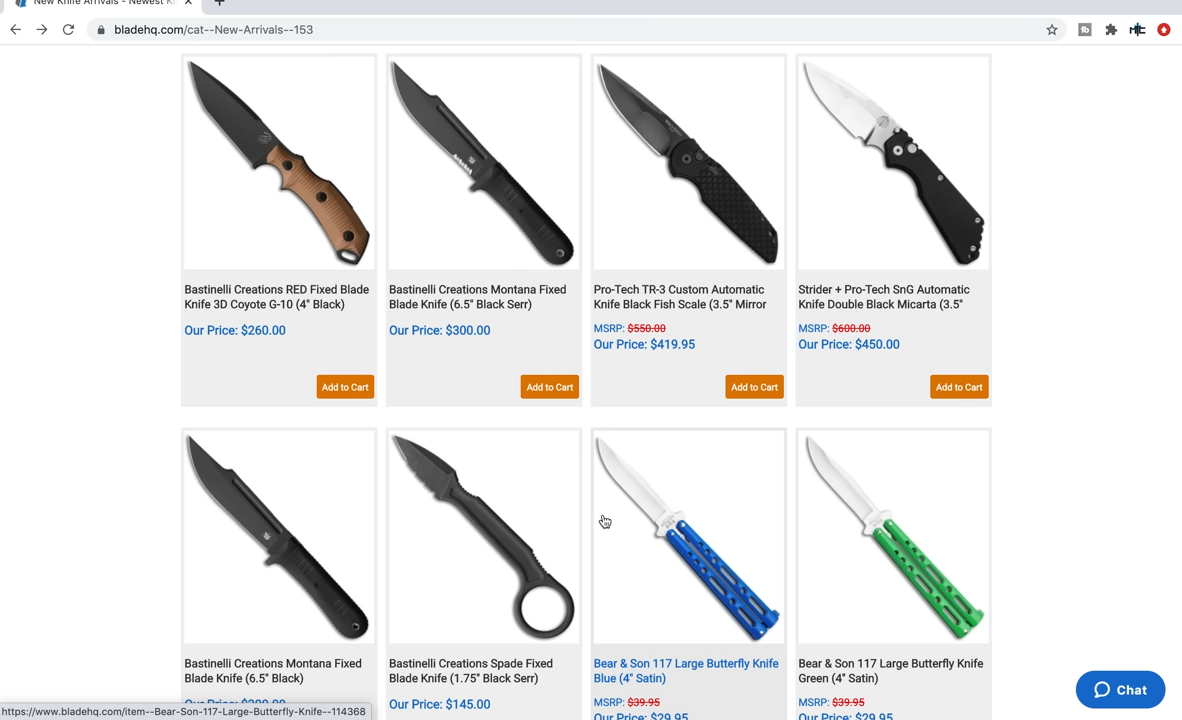 New Knife Arrivals - Newest K
bladehq.com/cat--New-Arrivals--153
Bastinelli Creations RED Fixed Blade
Knife 3D Coyote G-10 (4" Black)
Our Price: $260.00
Add to Cart
Bastinelli Creations Montana Fixed
Blade Knife (6.5" Black Serr)
Our Price: $300.00
Add to Cart
Pro-Tech TR-3 Custom Automatic
Knife Black Fish Scale (3.5" Mirror
MSRP: $550.00
Our Price: $419.95
Add to Cart
Strider + Pro-Tech SnG Automatic
Knife Double Black Micarta (3.5"
MSRP: $600.00
Our Price: $450.00
Add to Cart
Bastinelli Creations Montana Fixed
Blade Knife (6.5" Black)
Bastinelli Creations Spade Fixed
Blade Knife (1.75" Black Serr)
Our Price: $145.00
Bear & Son 117 Large Butterfly Knife
Blue (4" Satin)
MSRP: $39.95
Our Price: $29.95
Bear & Son 117 Large Butterfly Knife
Green (4" Satin)
MSRP: $39.95
Our Price: $29.95
Chat
https://www.bladehq.com/item--Bear-Son-117-Large-Butterfly-Knife--114368